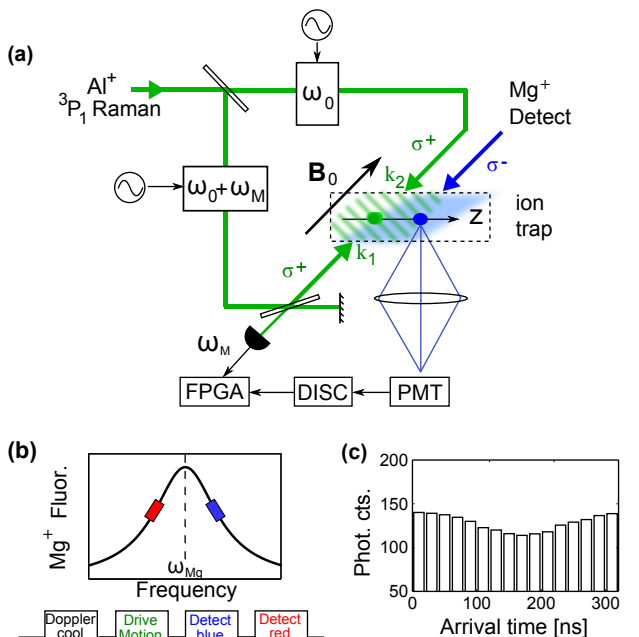 (a)
Al+
3P1 Raman
ω0
Mg+
Detect
σ+
σ-
B0
k2
ω0+ωM
z
ion
trap
k1
σ+
ωM
FPGA
DISC
PMT
(b)
Mg+ Fluor.
ωMg
Frequency
Doppler
cool
Drive
Motion
Detect
blue
Detect
red
(c)
Phot. cts.
200
150
100
50
0
100
200
300
Arrival time [ns]